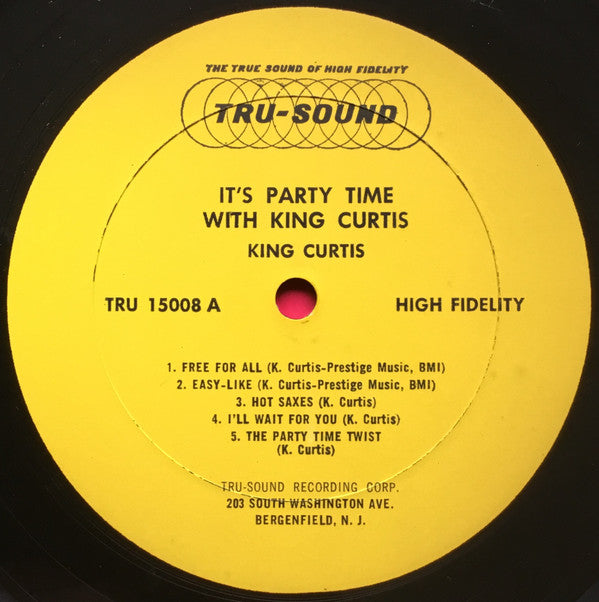 THE TRUE SOUND OF HIGH FIDELITY
TRU-SOUND
IT'S PARTY TIME
WITH KING CURTIS
KING CURTIS
TRU 15008 A
HIGH FIDELITY
1. FREE FOR ALL (K. Curtis-Prestige Music, BMI)
2. EASY-LIKE (K. Curtis-Prestige Music, BMI)
3. HOT SAXES (K. Curtis)
4. I'LL WAIT FOR YOU (K. Curtis)
5. THE PARTY TIME TWIST
(K. Curtis)
TRU-SOUND RECORDING CORP.
203 SOUTH WASHINGTON AVE.
BERGENFIELD, N. J.